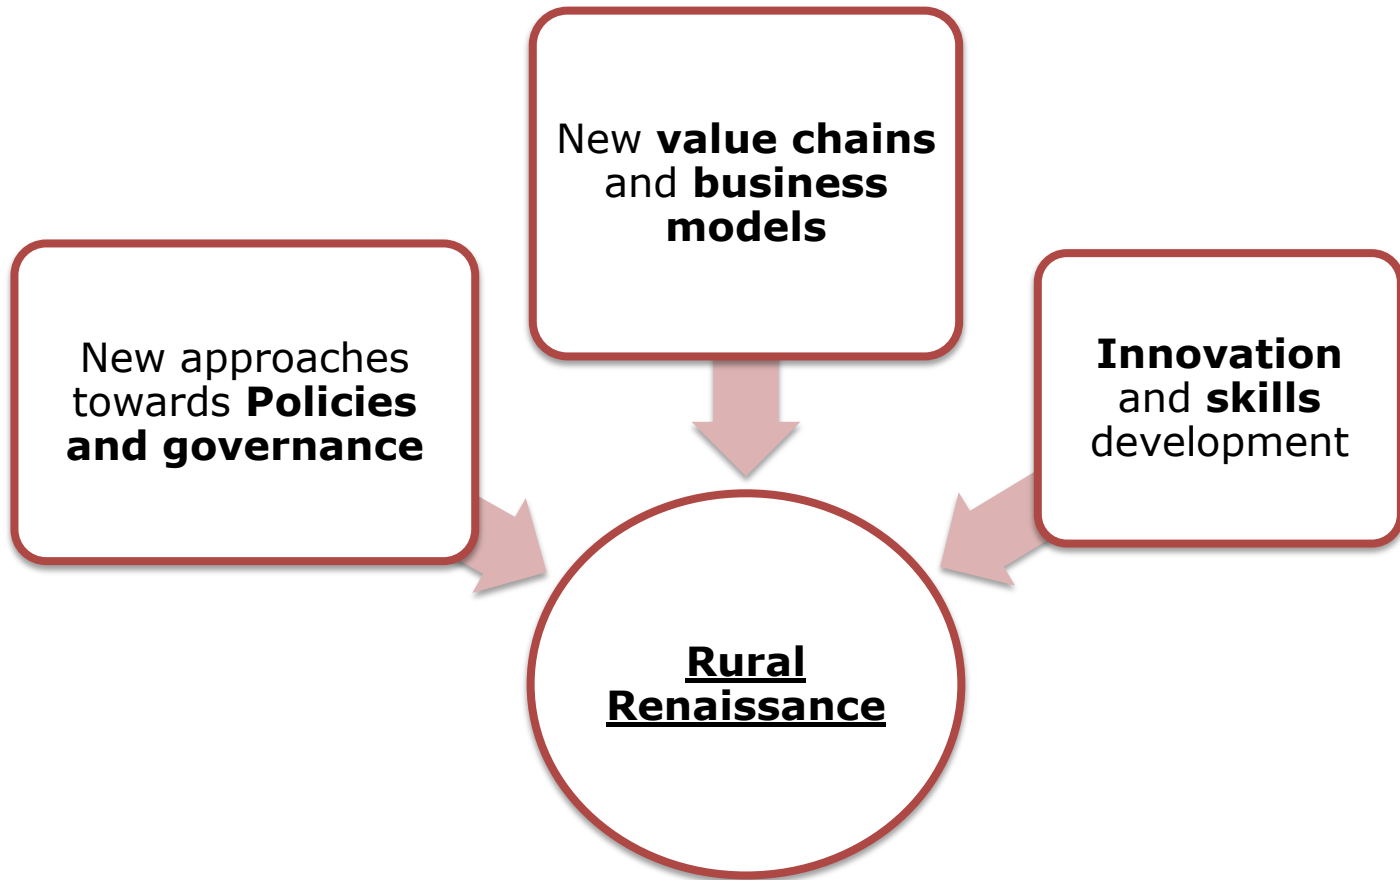 New value chains
and business
models
New approaches
towards Policies
and governance
Innovation
and skills
development
Rural
Renaissance